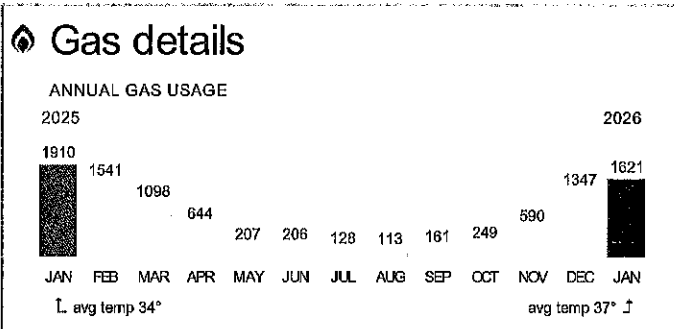 Gas details
ANNUAL GAS USAGE
2025 2026
1910 1541 1098 644 207 206 128 113 161 249 590 1347 1621
JAN FEB MAR APR MAY JUN JUL AUG SEP OCT NOV DEC JAN
avg temp 34° avg temp 37°